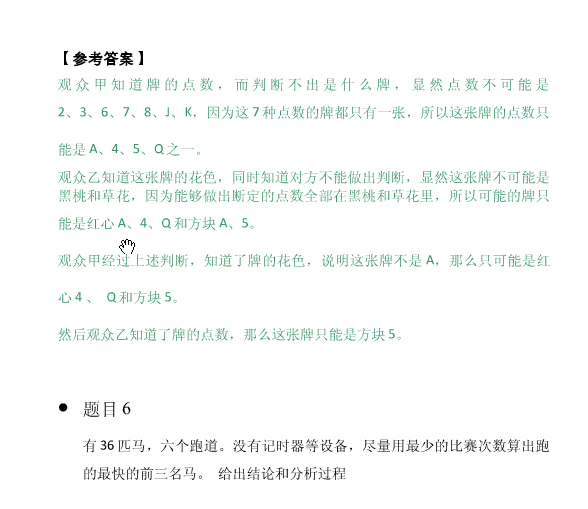 【参考答案】
观众甲知道牌的点数，而判断不出是什么牌，显然点数不可能是
2、3、6、7、8、J、K，因为这7种点数的牌都只有一张，所以这张牌的点数只
能是A、4、5、Q之一。
观众乙知道这张牌的花色，同时知道对方不能做出判断，显然这张牌不可能是
黑桃和草花，因为能够做出断定的点数全部在黑桃和草花里，所以可能的牌只
能是红心A、4、Q和方块A、5。
观众甲经过上述判断，知道了牌的花色，说明这张牌不是A，那么只可能是红
心4、 Q和方块5。
然后观众乙知道了牌的点数，那么这张牌只能是方块5。
● 题目6
有36匹马，六个跑道。没有记时器等设备，尽量用最少的比赛次数算出跑
的最快的前三名马。 给出结论和分析过程